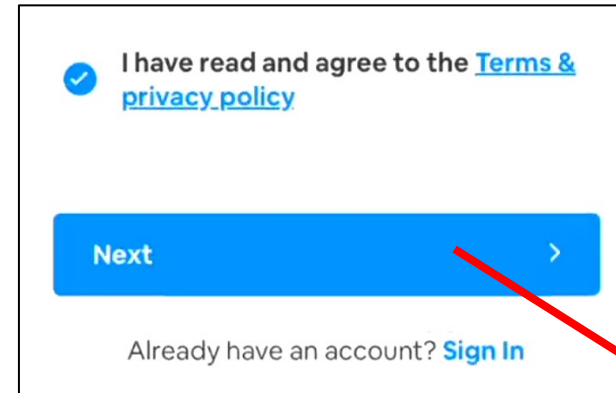 I have read and agree to the Terms &
privacy policy
Next
Already have an account? Sign In